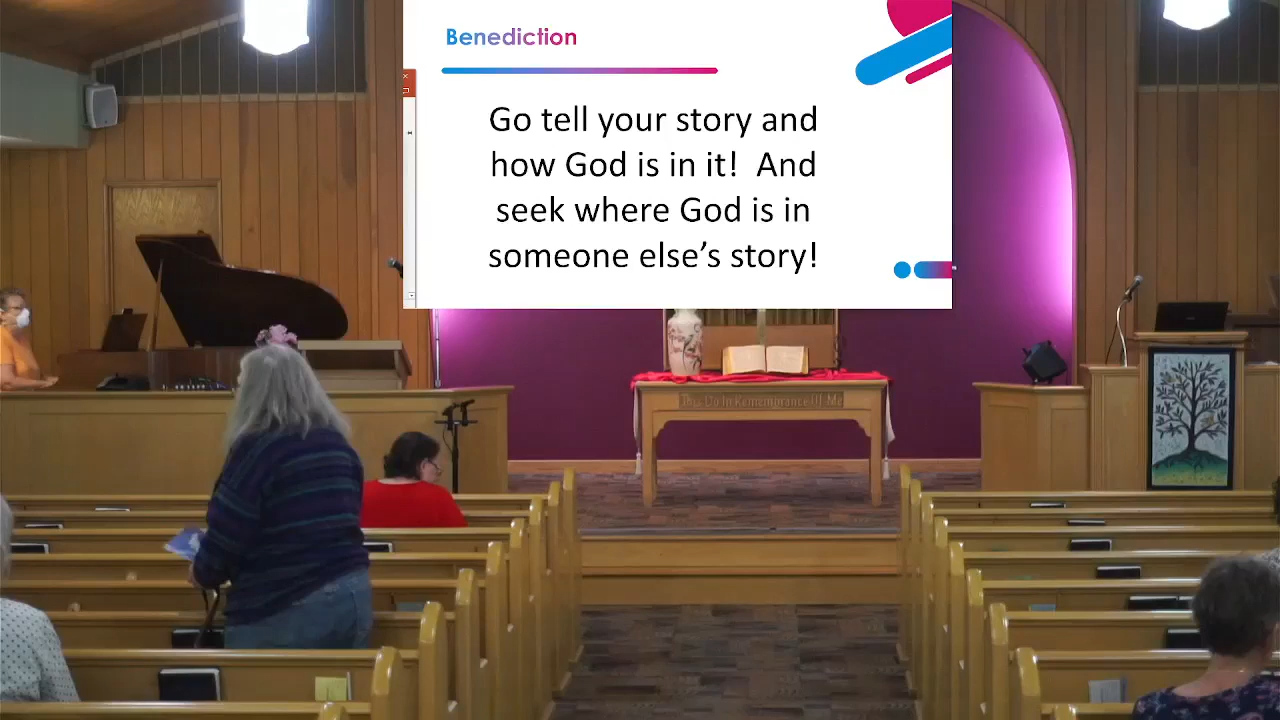 Benediction
Go tell your story and
how God is in it!  And
seek where God is in
someone else’s story!
This Do In Remembrance Of Me